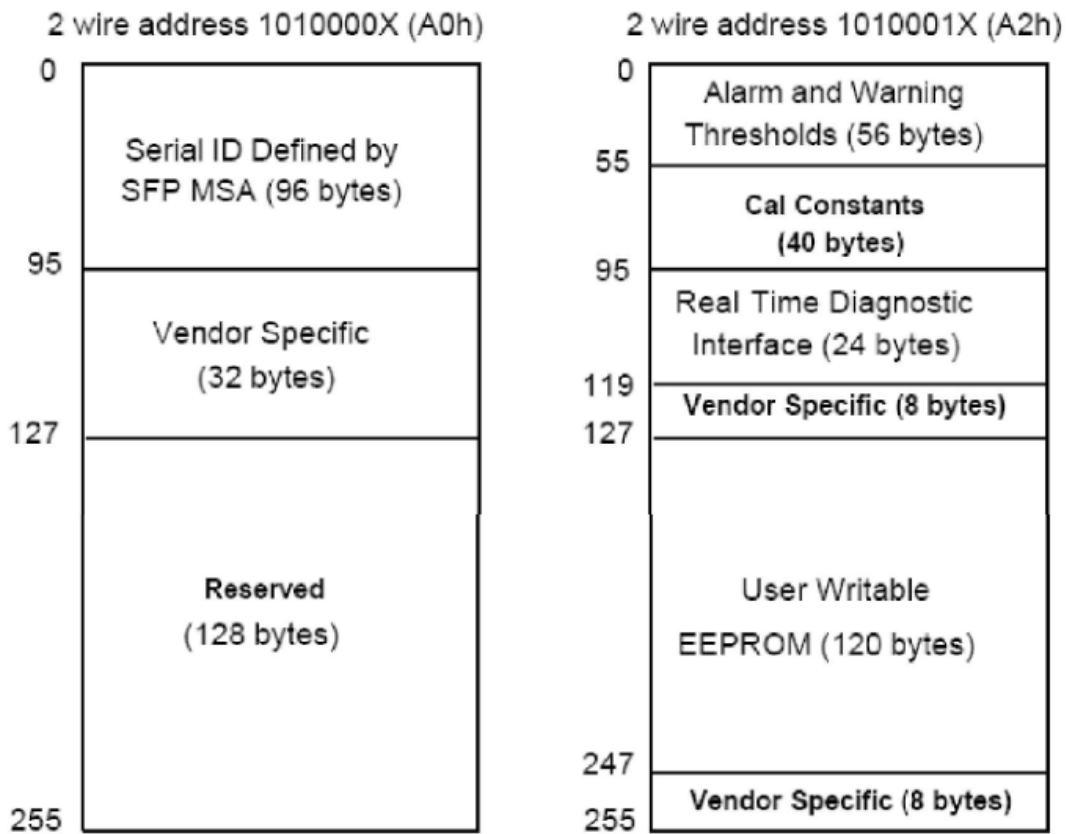 2 wire address 1010000X (A0h)
0
Serial ID Defined by
SFP MSA (96 bytes)
95
Vendor Specific
(32 bytes)
127
Reserved
(128 bytes)
255
2 wire address 1010001X (A2h)
0
Alarm and Warning
Thresholds (56 bytes)
55
Cal Constants
(40 bytes)
95
Real Time Diagnostic
Interface (24 bytes)
119
Vendor Specific (8 bytes)
127
User Writable
EEPROM (120 bytes)
247
Vendor Specific (8 bytes)
255